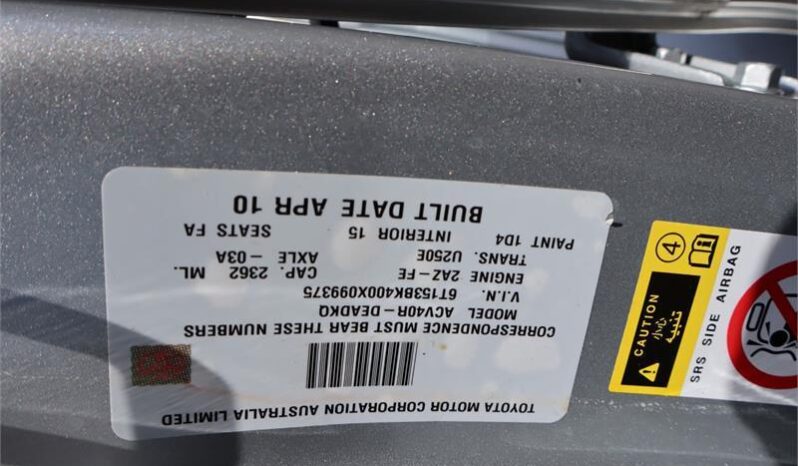 TOYOTA MOTOR CORPORATION AUSTRALIA LIMITED
CORRESPONDENCE MUST BEAR THESE NUMBERS
MODEL ACV40R-DEADKQ
V.I.N. 6T153BK400X099375
ENGINE 2AZ-FE CAP. 2362 ML.
TRANS. U250E AXLE -03A
PAINT 1D4 INTERIOR 15 SEATS FA
BUILT DATE APR 10
4
CAUTION
تنبيه
SRS SIDE AIRBAG